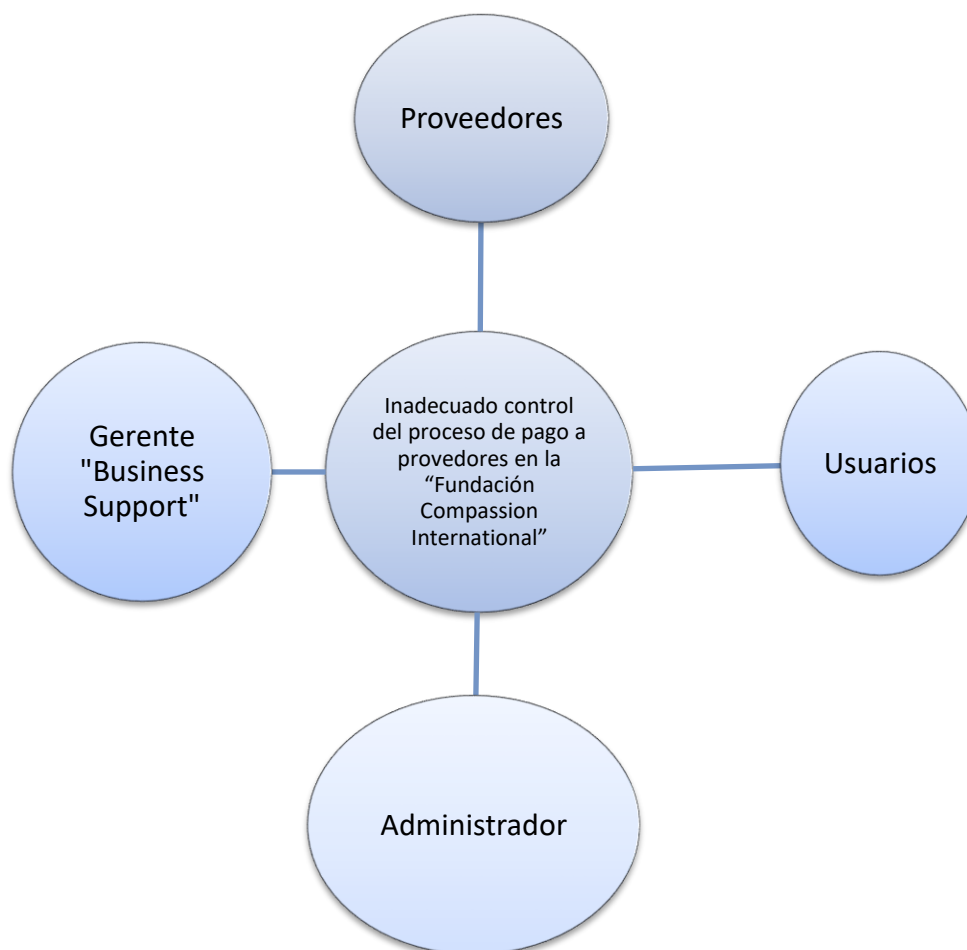 Proveedores
Gerente
"Business
Support"
Inadecuado control
del proceso de pago a
provedores en la
“Fundación
Compassion
International”
Usuarios
Administrador